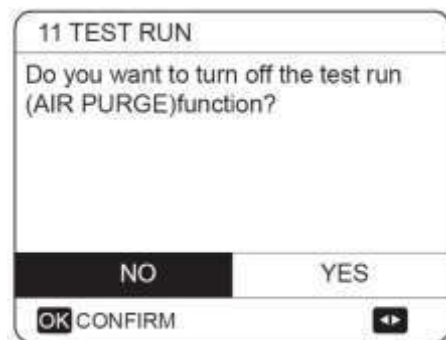 11 TEST RUN
Do you want to turn off the test run
(AIR PURGE)function?
NO YES
OK CONFIRM